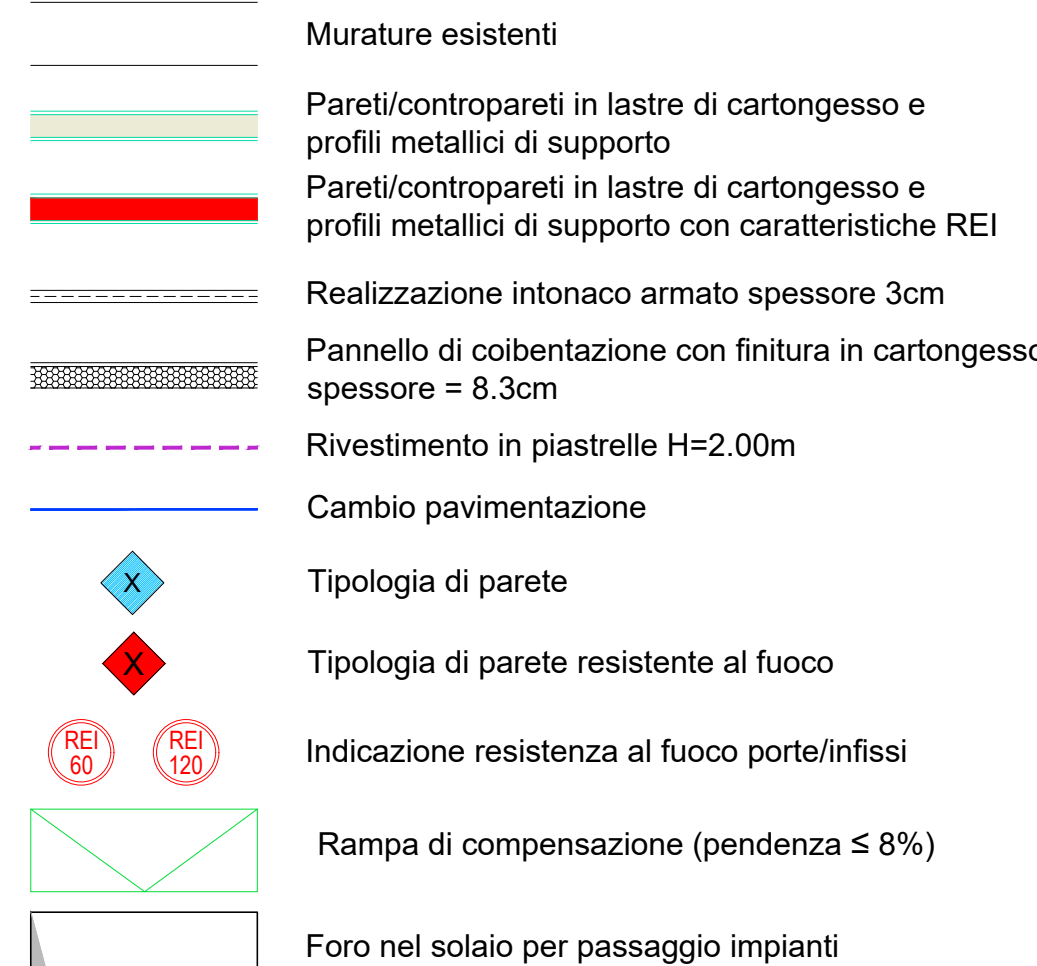 Murature esistenti
Pareti/contropareti in lastre di cartongesso e
profili metallici di supporto
Pareti/contropareti in lastre di cartongesso e
profili metallici di supporto con caratteristiche REI
Realizzazione intonaco armato spessore 3cm
Pannello di coibentazione con finitura in cartongesso
spessore = 8.3cm
Rivestimento in piastrelle H=2.00m
Cambio pavimentazione
X
Tipologia di parete
X
Tipologia di parete resistente al fuoco
REI
60
REI
120
Indicazione resistenza al fuoco porte/infissi
Rampa di compensazione (pendenza ≤ 8%)
Foro nel solaio per passaggio impianti